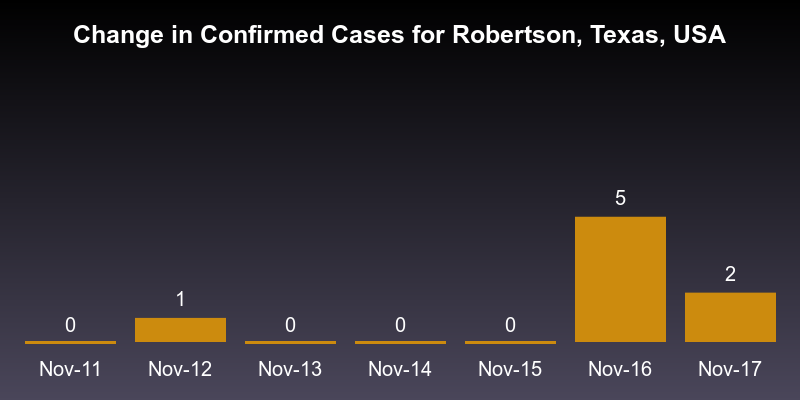 Change in Confirmed Cases for Robertson, Texas, USA
5
2
1
0 0 0 0
Nov-11 Nov-12 Nov-13 Nov-14 Nov-15 Nov-16 Nov-17